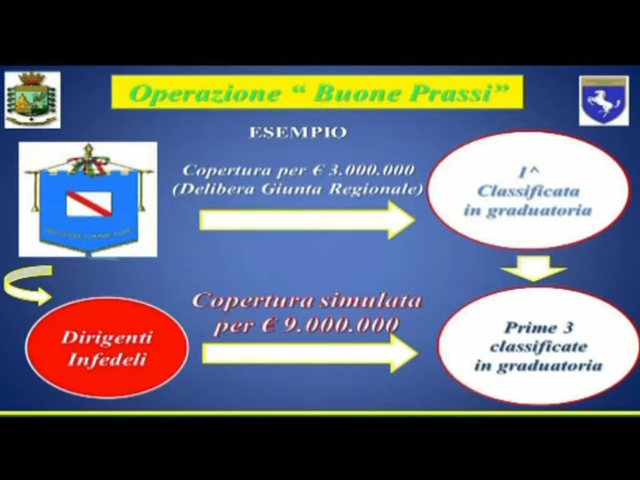 Operazione “ Buone Prassi”
ESEMPIO
Copertura per € 3.000.000
(Delibera Giunta Regionale)
1^
Classificata
in graduatoria
Copertura simulata
per € 9.000.000
Dirigenti
Infedeli
Prime 3
classificate
in graduatoria